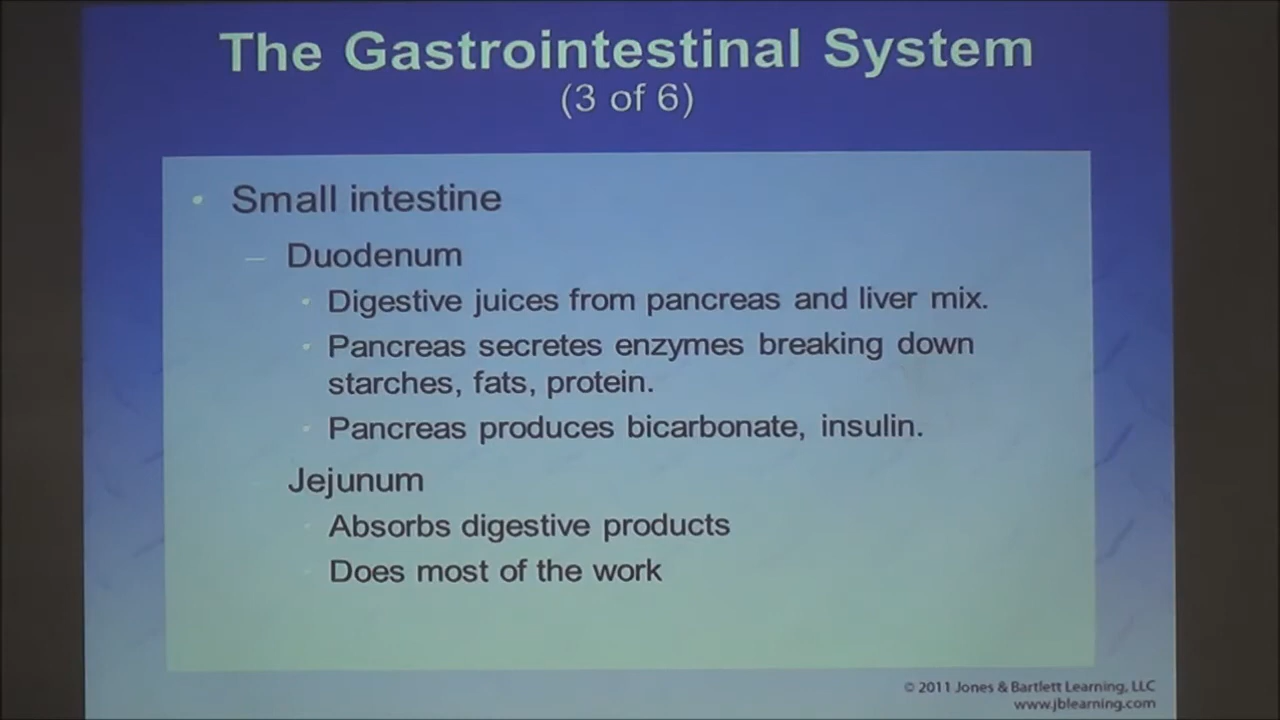 The Gastrointestinal System
(3 of 6)
• Small intestine
– Duodenum
• Digestive juices from pancreas and liver mix.
• Pancreas secretes enzymes breaking down
starches, fats, protein.
• Pancreas produces bicarbonate, insulin.
Jejunum
Absorbs digestive products
Does most of the work
© 2011 Jones & Bartlett Learning, LLC
www.jblearning.com